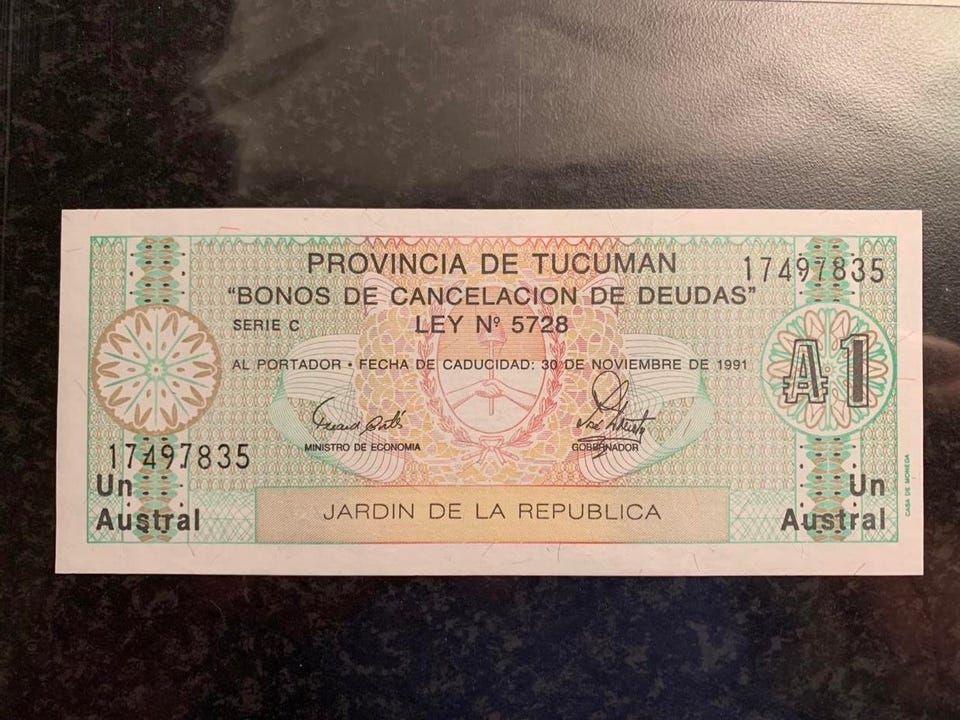 PROVINCIA DE TUCUMAN
17497835
"BONOS DE CANCELACION DE DEUDAS"
SERIE C
LEY Nº 5728
AL PORTADOR • FECHA DE CADUCIDAD: 30 DE NOVIEMBRE DE 1991
₳1
MINISTRO DE ECONOMIA
GOBERNADOR
17497835
Un
Austral
JARDIN DE LA REPUBLICA
Un
Austral
CASA DE MONEDA